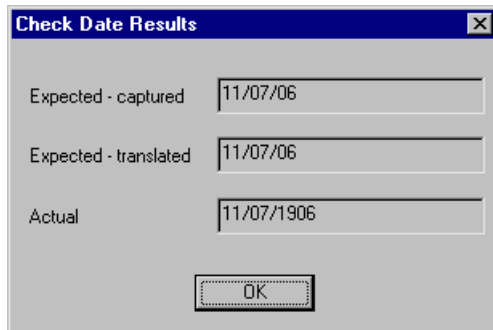 Check Date Results
Expected - captured 11/07/06
Expected - translated 11/07/06
Actual 11/07/1906
OK